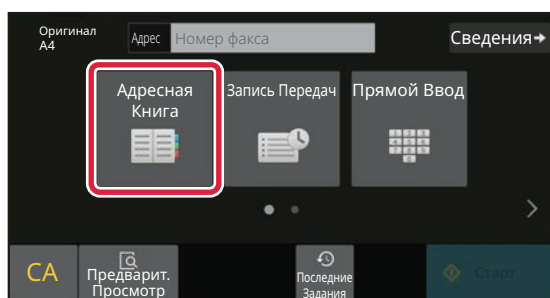 Оригинал
A4
Адрес
Номер факса
Сведения
Адресная
Книга
Запись Передач
Прямой Ввод
CA
Предварит.
Просмотр
Последние
Задания
Старт